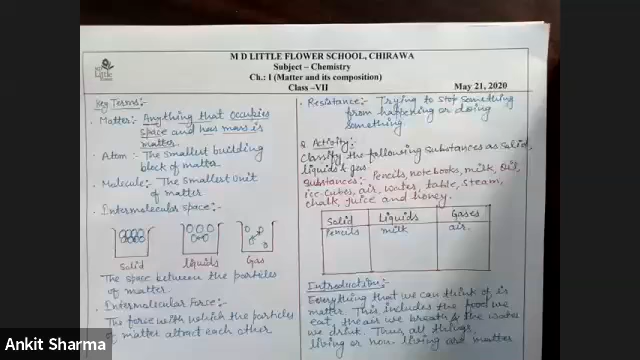 M D LITTLE FLOWER SCHOOL, CHIRAWA
Subject – Chemistry
Ch.: I (Matter and its composition)
Class –VII
May 21, 2020
Key Terms:-
• Matter:- Anything that occupies
space and has mass is
matter.
• Atom:- The smallest building
block of matter
• Molecule:- The smallest unit
of matter
• Intermolecular space:-
Solid
liquids
Gas
The space between the particles
of matter.
• Intermolecular Force:-
The force with which the particles
of matter attract each other
• Resistance:- Trying to stop something
from happening or doing
something
Activity:-
Classify the following substances as solid,
liquids & gas.
Substances:- Pencils, note books, milk, oil,
ice cubes, air, water, table, steam,
chalk, juice and honey.
Solid Liquids Gases
Pencils milk air.
Introduction:-
Everything that we can think of is
matter. This includes the food we
eat, the air we breath & the water
we drink. Thus all things,
living or non living are matter
Ankit Sharma